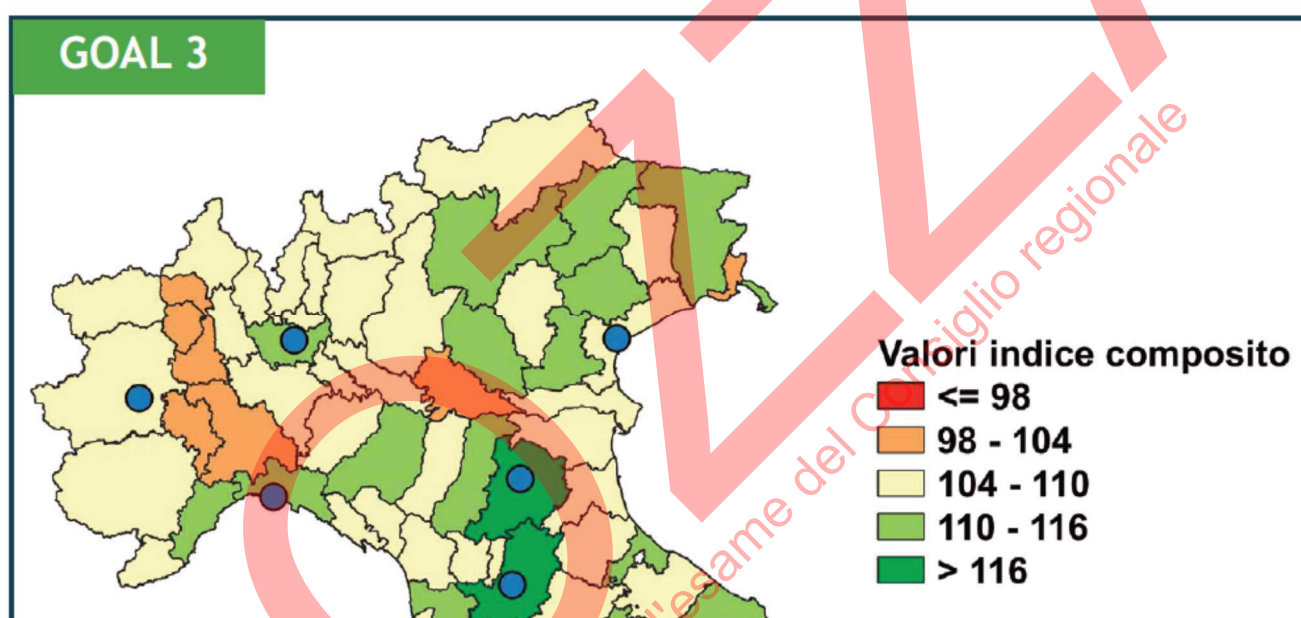 GOAL 3
Valori indice composito
<= 98
98 - 104
104 - 110
110 - 116
> 116
l'esame del Consiglio regionale